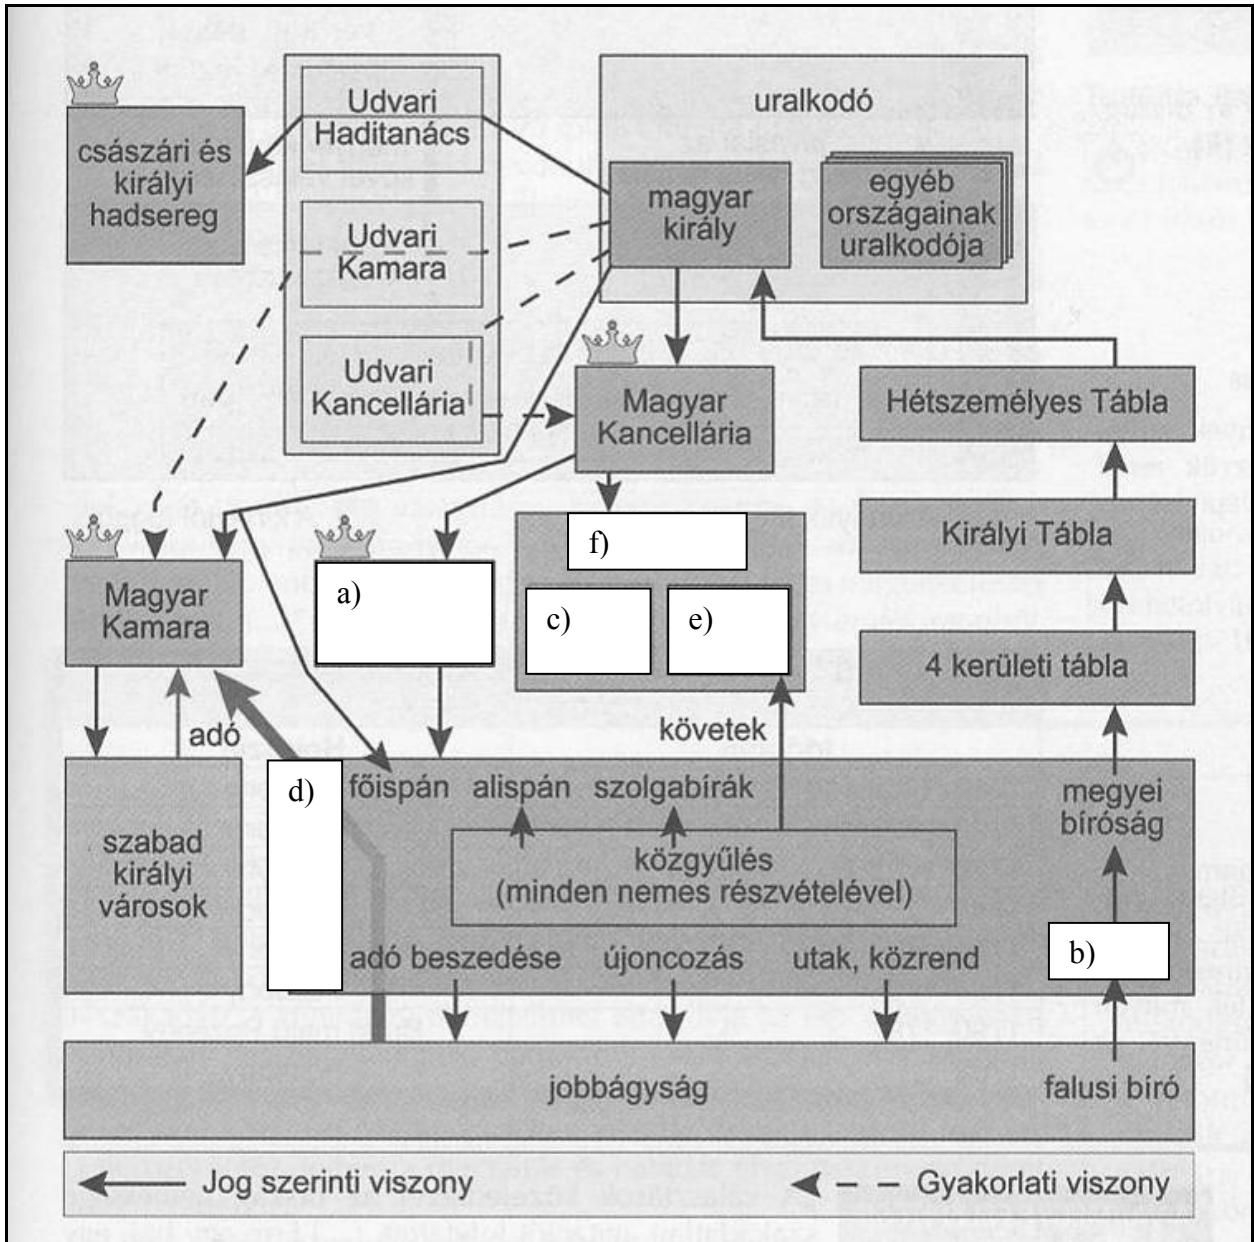 uralkodó
Udvari
Haditanács
császári és
királyi
hadsereg
magyar
király
egyéb
országainak
uralkodója
Udvari
Kamara
Udvari
Kancellária
Magyar
Kancellária
Hétszemélyes Tábla
Királyi Tábla
f)
Magyar
Kamara
a)
c)
e)
4 kerületi tábla
adó
követek
d)
főispán
alispán
szolgabírák
megyei
bíróság
szabad
királyi
városok
közgyűlés
(minden nemes részvételével)
adó beszedése
újoncozás
utak, közrend
b)
jobbágyság
falusi bíró
Jog szerinti viszony
Gyakorlati viszony